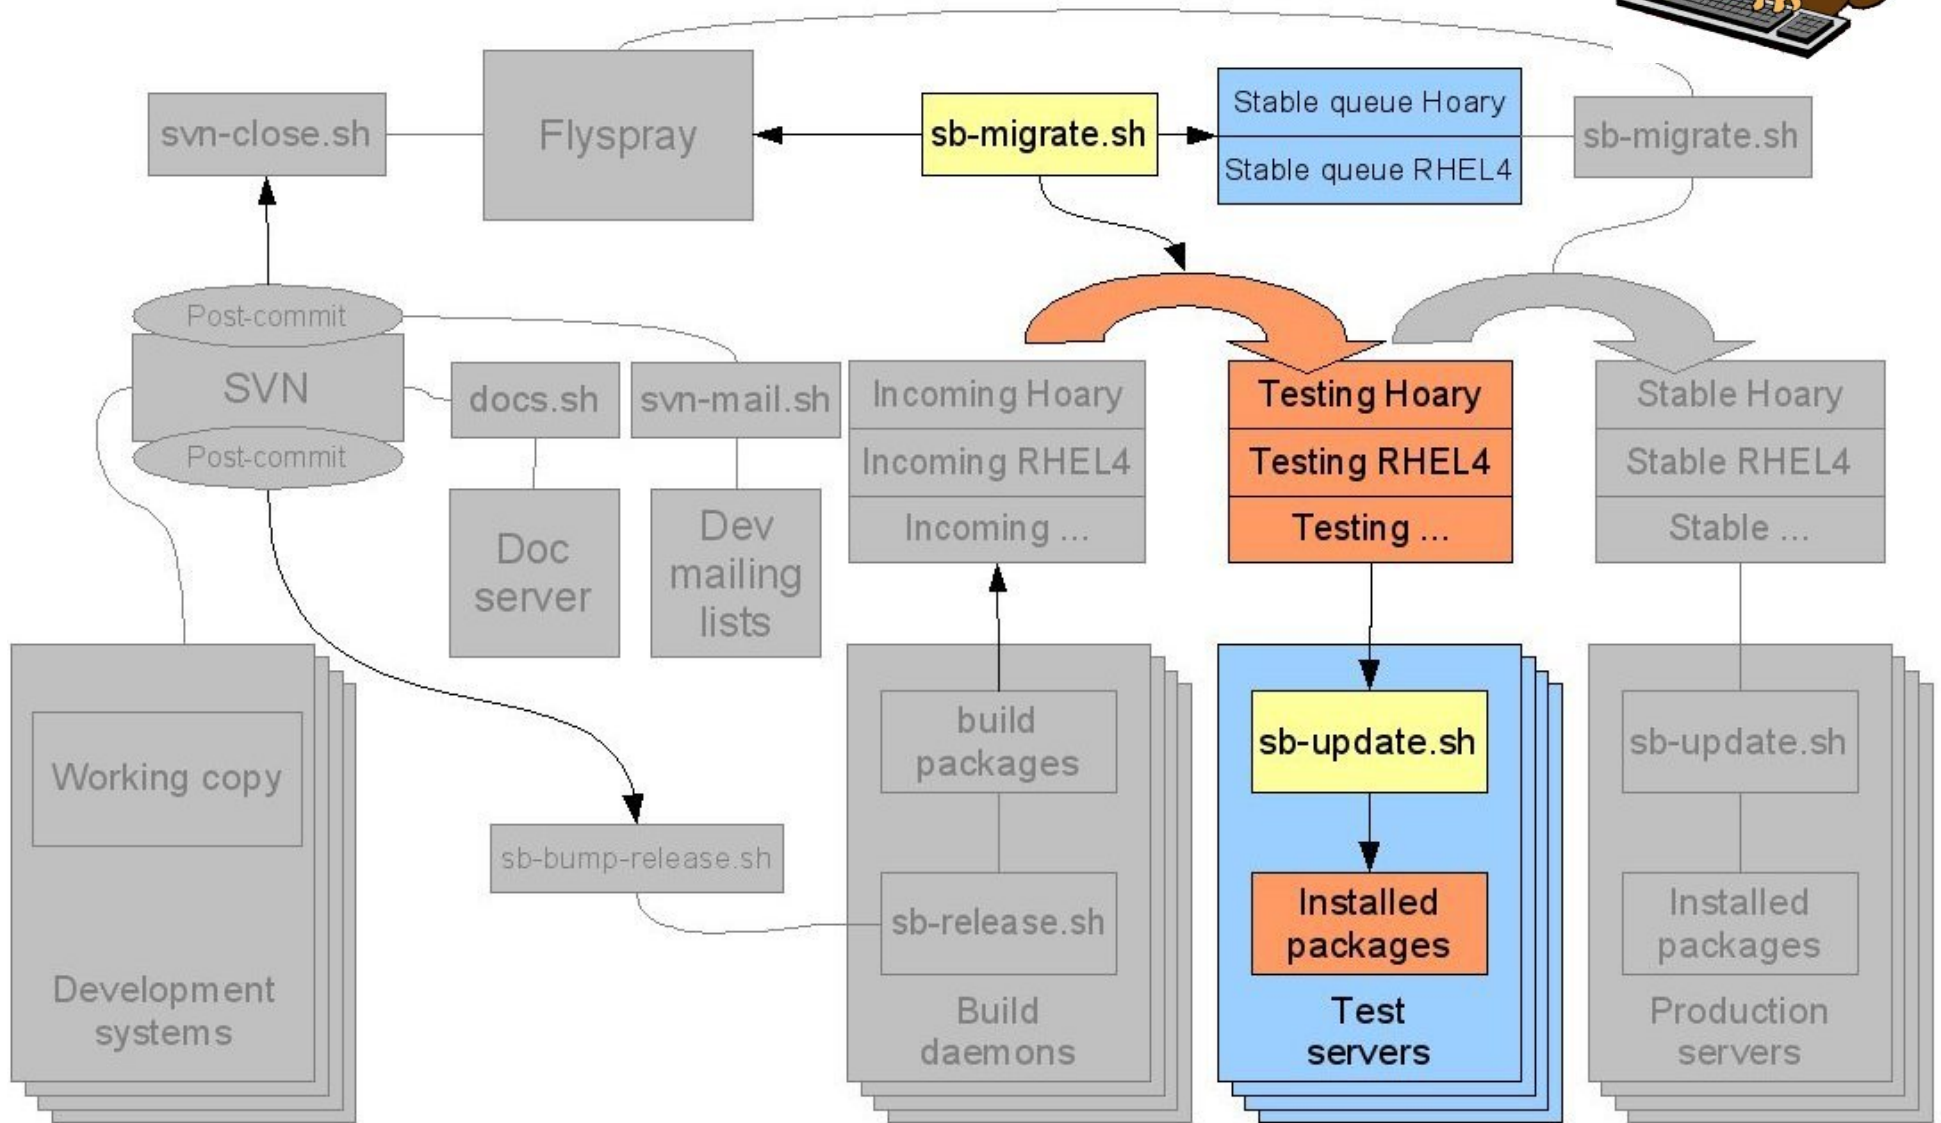 svn-close.sh
Flyspray
sb-migrate.sh
Stable queue Hoary
Stable queue RHEL4
sb-migrate.sh
Post-commit
SVN
Post-commit
docs.sh
svn-mail.sh
Doc
server
Dev
mailing
lists
Incoming Hoary
Incoming RHEL4
Incoming ...
Testing Hoary
Testing RHEL4
Testing ...
Stable Hoary
Stable RHEL4
Stable ...
Working copy
Development
systems
sb-bump-release.sh
build
packages
sb-release.sh
Build
daemons
sb-update.sh
Installed
packages
Test
servers
sb-update.sh
Installed
packages
Production
servers